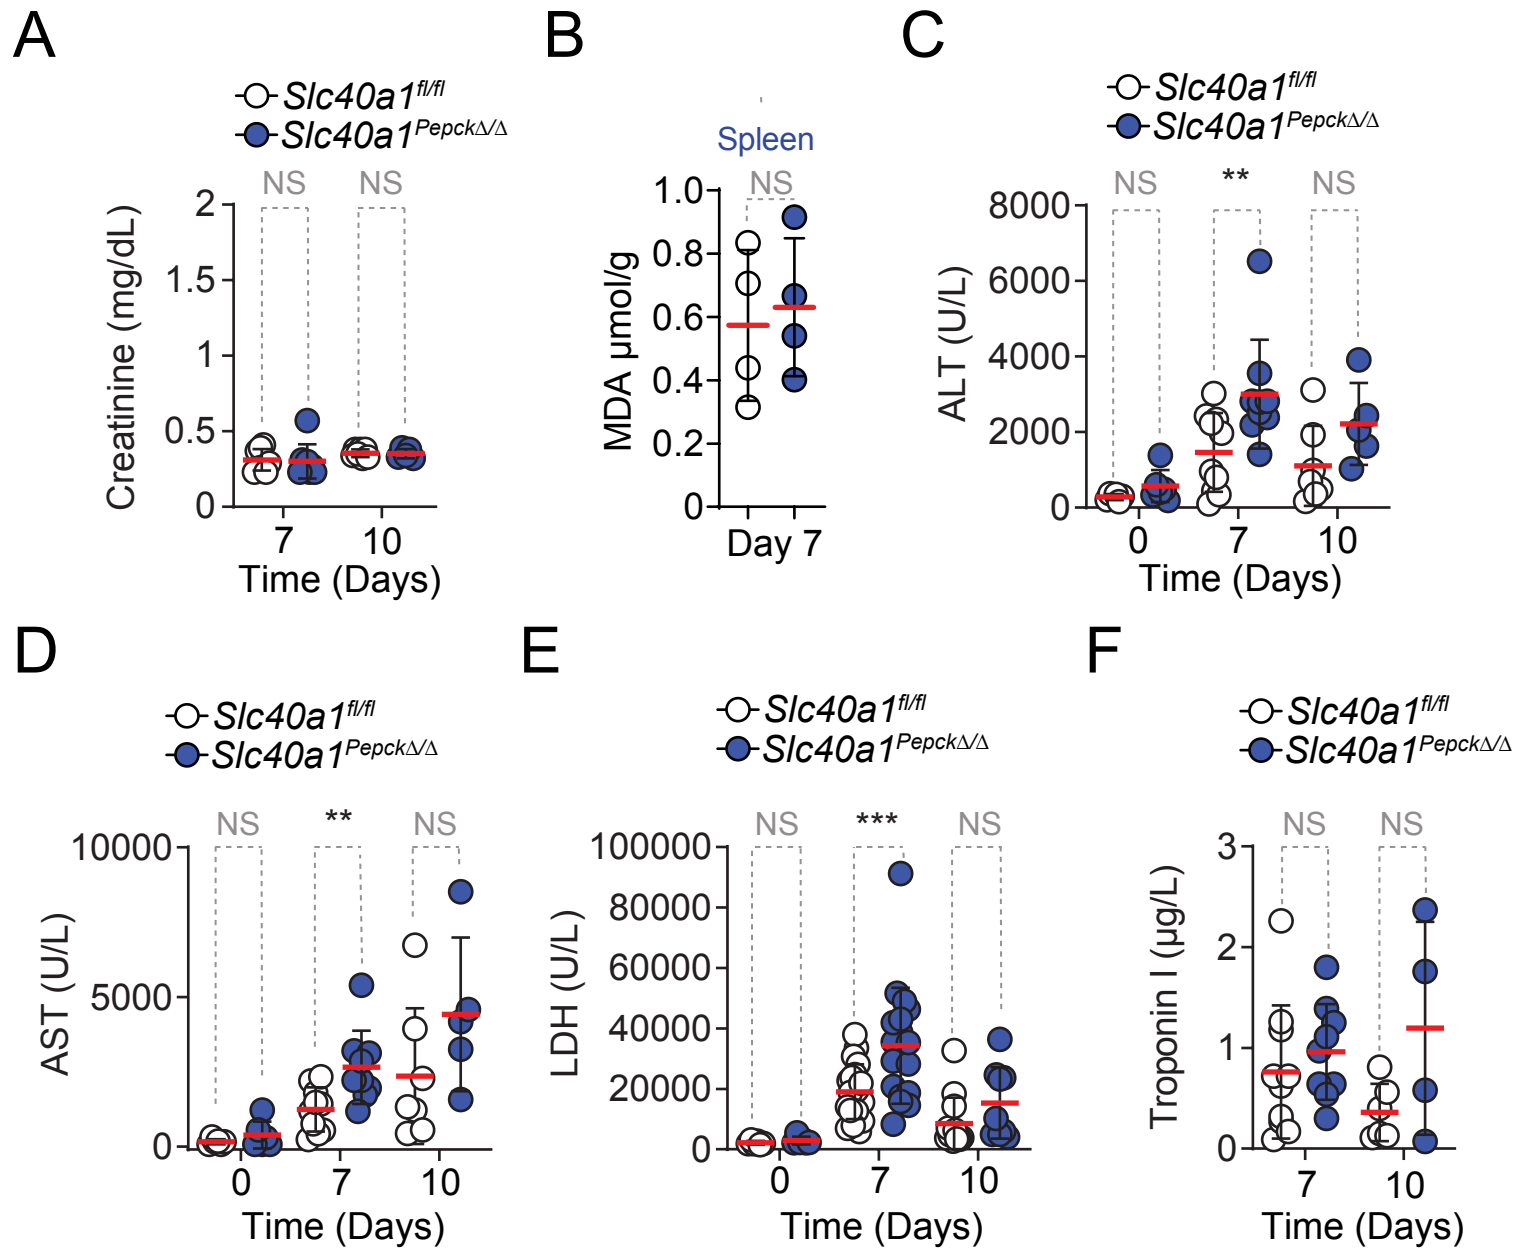 A
Slc40a1fl/fl
Slc40a1PepckΔ/Δ
NS NS
Creatinine (mg/dL)
2
1.5
1
0.5
0
7 10
Time (Days)
B
Spleen
NS
MDA μmol/g
1.0
0.8
0.6
0.4
0.2
0
Day 7
C
Slc40a1fl/fl
Slc40a1PepckΔ/Δ
NS ** NS
ALT (U/L)
8000
6000
4000
2000
0
0 7 10
Time (Days)
D
Slc40a1fl/fl
Slc40a1PepckΔ/Δ
NS ** NS
AST (U/L)
10000
5000
0
0 7 10
Time (Days)
E
Slc40a1fl/fl
Slc40a1PepckΔ/Δ
NS *** NS
LDH (U/L)
100000
80000
60000
40000
20000
0
0 7 10
Time (Days)
F
Slc40a1fl/fl
Slc40a1PepckΔ/Δ
NS NS
Troponin I (μg/L)
3
2
1
0
7 10
Time (Days)